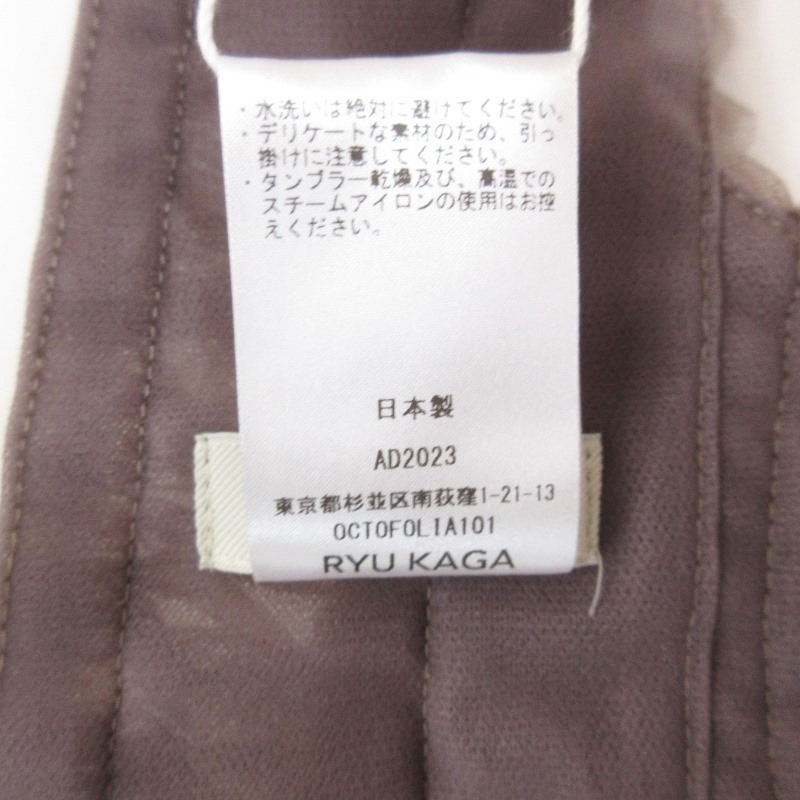 ・水洗いは絶対に避けてください。
・デリケートな素材のため、引っ
掛けに注意してください。
・タンブラー乾燥及び、高温での
スチームアイロンの使用はお控
えください。
日本製
AD2023
東京都杉並区南荻窪1-21-13
OCTOFOLIA101
RYU KAGA